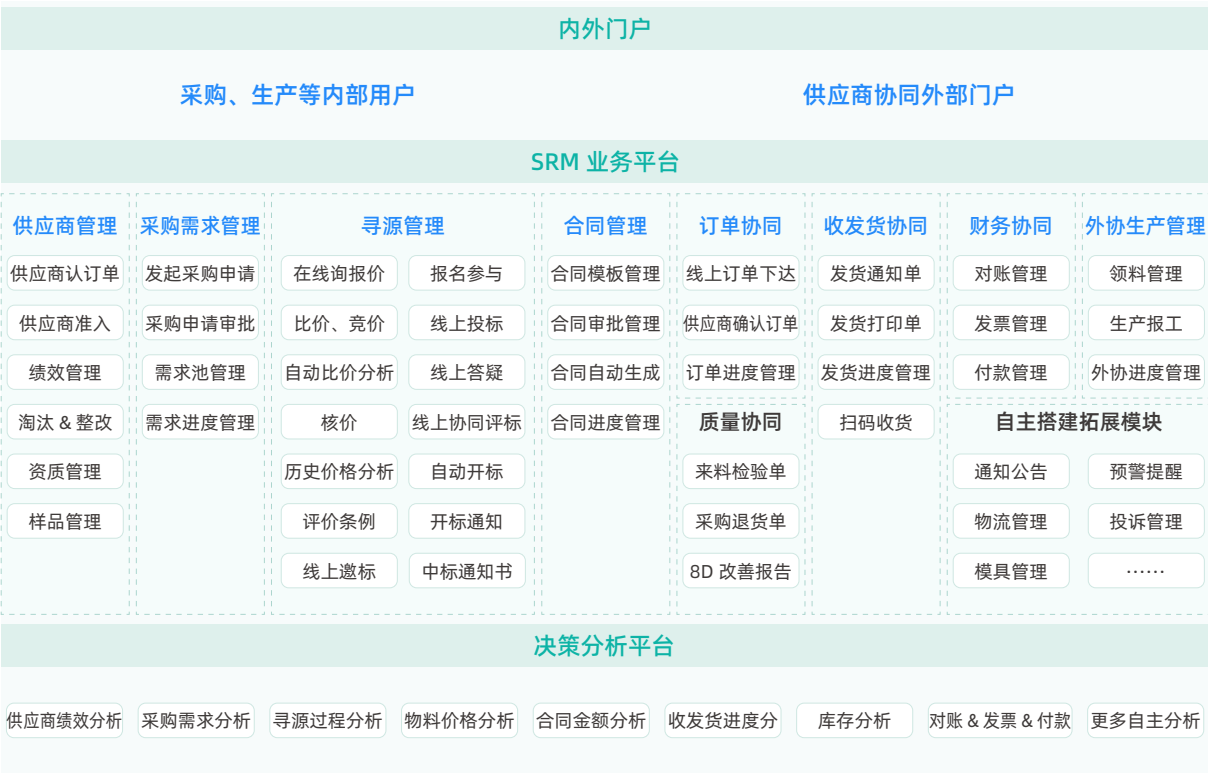 内外门户
采购、生产等内部用户 供应商协同外部门户
SRM 业务平台
供应商管理 采购需求管理 寻源管理 合同管理 订单协同 收发货协同 财务协同 外协生产管理
供应商认订单 发起采购申请 在线询报价 报名参与 合同模板管理 线上订单下达 发货通知单 对账管理 领料管理
供应商准入 采购申请审批 比价、竞价 线上投标 合同审批管理 供应商确认订单 发货打印单 发票管理 生产报工
绩效管理 需求池管理 自动比价分析 线上答疑 合同自动生成 订单进度管理 发货进度管理 付款管理 外协进度管理
淘汰 & 整改 需求进度管理 核价 线上协同评标 合同进度管理 质量协同 扫码收货 自主搭建拓展模块
资质管理 历史价格分析 自动开标 来料检验单 通知公告 预警提醒
样品管理 评价条例 开标通知 采购退货单 物流管理 投诉管理
线上邀标 中标通知书 8D 改善报告 模具管理 ……
决策分析平台
供应商绩效分析 采购需求分析 寻源过程分析 物料价格分析 合同金额分析 收发货进度分 库存分析 对账 & 发票 & 付款 更多自主分析